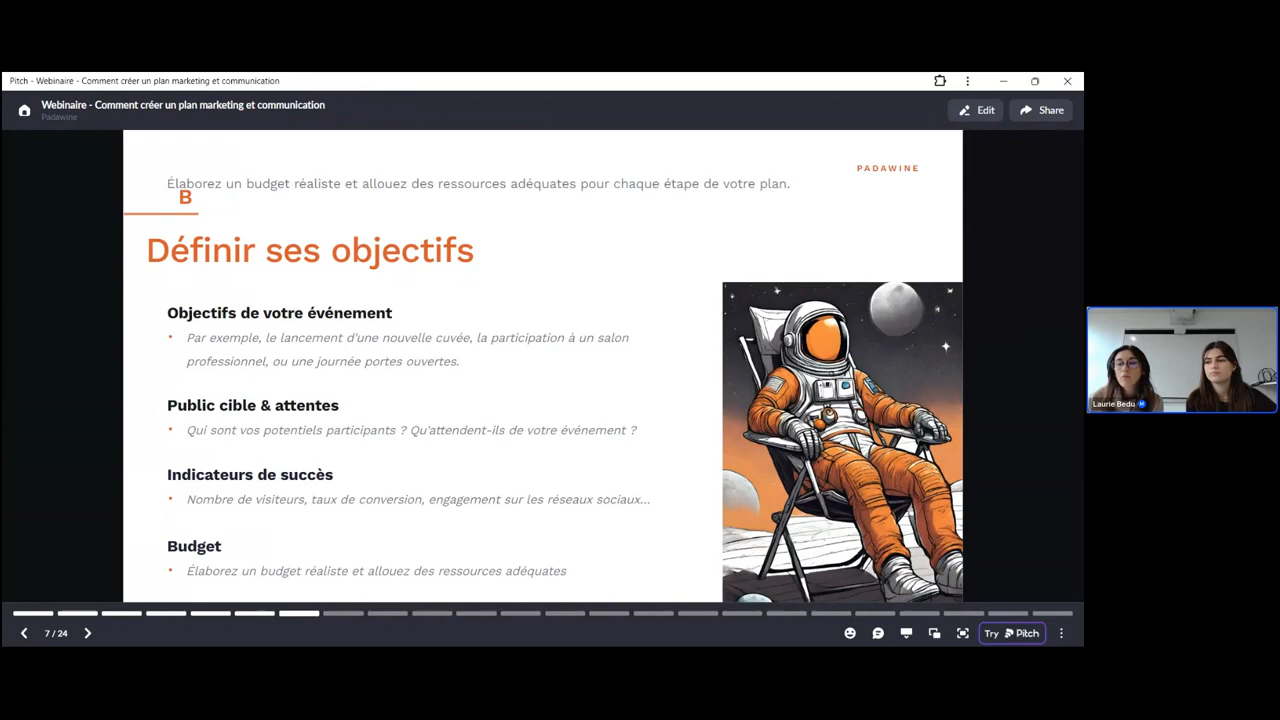 Pitch - Webinaire - Comment créer un plan marketing et communication
Webinaire - Comment créer un plan marketing et communication
Padawine
Edit
Share
PADAWINE
Élaborez un budget réaliste et allouez des ressources adéquates pour chaque étape de votre plan.
B
Définir ses objectifs
Objectifs de votre événement
• Par exemple, le lancement d'une nouvelle cuvée, la participation à un salon
professionnel, ou une journée portes ouvertes.
Public cible & attentes
• Qui sont vos potentiels participants ? Qu'attendent-ils de votre événement ?
Indicateurs de succès
• Nombre de visiteurs, taux de conversion, engagement sur les réseaux sociaux...
Budget
• Élaborez un budget réaliste et allouez des ressources adéquates
Laurie Bedu
7 / 24
Try Pitch